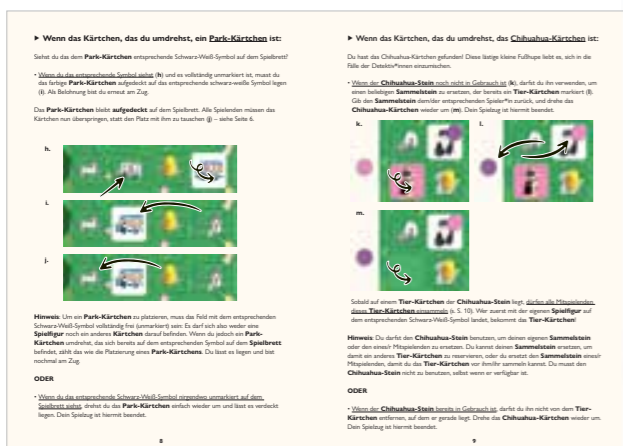 ▶ Wenn das Kärtchen, das du umdrehst, ein Park-Kärtchen ist:
Siehst du das dem Park-Kärtchen entsprechende Schwarz-Weiß-Symbol auf dem Spielbrett?
• Wenn du das entsprechende Symbol siehst (h) und es vollständig unmarkiert ist, musst du
das farbige Park-Kärtchen aufgedeckt auf das entsprechende schwarz-weiße Symbol legen
(i). Als Belohnung bist du erneut am Zug.
Das Park-Kärtchen bleibt aufgedeckt auf dem Spielbrett. Alle Spielenden müssen das
Kärtchen nun überspringen, statt den Platz mit ihm zu tauschen (j) – siehe Seite 6.
h.
i.
j.
Hinweis: Um ein Park-Kärtchen zu platzieren, muss das Feld mit dem entsprechenden
Schwarz-Weiß-Symbol vollständig frei (unmarkiert) sein: Es darf sich also weder eine
Spielfigur noch ein anderes Kärtchen darauf befinden. Wenn du jedoch ein Park-
Kärtchen umdrehst, das sich bereits auf dem entsprechenden Symbol auf dem Spielbrett
befindet, zählt das wie die Platzierung eines Park-Kärtchens. Du lässt es liegen und bist
nochmal am Zug.
ODER
• Wenn du das entsprechende Schwarz-Weiß-Symbol nirgendwo unmarkiert auf dem
Spielbrett siehst, drehst du das Park-Kärtchen einfach wieder um und lässt es verdeckt
liegen. Dein Spielzug ist hiermit beendet.
8
▶ Wenn das Kärtchen, das du umdrehst, das Chihuahua-Kärtchen ist:
Du hast das Chihuahua-Kärtchen gefunden! Diese lästige kleine Fußhupe liebt es, sich in die
Fälle der Detektiv*innen einzumischen.
• Wenn der Chihuahua-Stein noch nicht in Gebrauch ist (k), darfst du ihn verwenden, um
einen beliebigen Sammelstein zu ersetzen, der bereits ein Tier-Kärtchen markiert (l).
Gib den Sammelstein dem/der entsprechenden Spieler*in zurück, und drehe das
Chihuahua-Kärtchen wieder um (m). Dein Spielzug ist hiermit beendet.
k.
l.
m.
Sobald auf einem Tier-Kärtchen der Chihuahua-Stein liegt, dürfen alle Mitspielenden
dieses Tier-Kärtchen einsammeln (s. S. 10). Wer zuerst mit der eigenen Spielfigur auf
dem entsprechenden Schwarz-Weiß-Symbol landet, bekommt das Tier-Kärtchen!
Hinweis: Du darfst den Chihuahua-Stein benutzen, um deinen eigenen Sammelstein
oder den eines/r Mitspielenden zu ersetzen. Du kannst deinen Sammelstein ersetzen, um
damit ein anderes Tier-Kärtchen zu reservieren, oder du ersetzt den Sammelstein eines/r
Mitspielenden, damit du das Tier-Kärtchen vor ihm/ihr sammeln kannst. Du musst den
Chihuahua-Stein nicht zu benutzen, selbst wenn er verfügbar ist.
ODER
• Wenn der Chihuahua-Stein bereits in Gebrauch ist, darfst du ihn nicht von dem Tier-
Kärtchen entfernen, auf dem er gerade liegt. Drehe das Chihuahua-Kärtchen wieder um.
Dein Spielzug ist hiermit beendet.
9